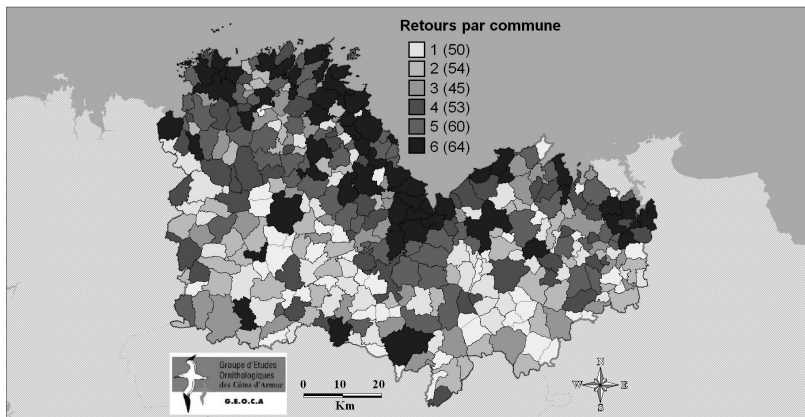 Retours par commune
1 (50)
2 (54)
3 (45)
4 (53)
5 (60)
6 (64)
Groupe d'Etudes
Ornithologiques
des Côtes d'Armor
G.E.O.C.A
0 10 20
Km
N
W E
S